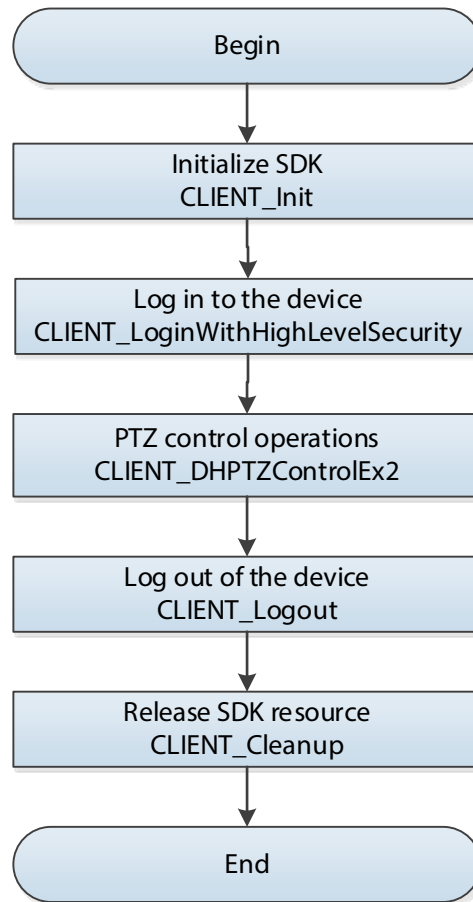 Begin
Initialize SDK
CLIENT_Init
Log in to the device
CLIENT_LoginWithHighLevelSecurity
PTZ control operations
CLIENT_DHPTZControlEx2
Log out of the device
CLIENT_Logout
Release SDK resource
CLIENT_Cleanup
End